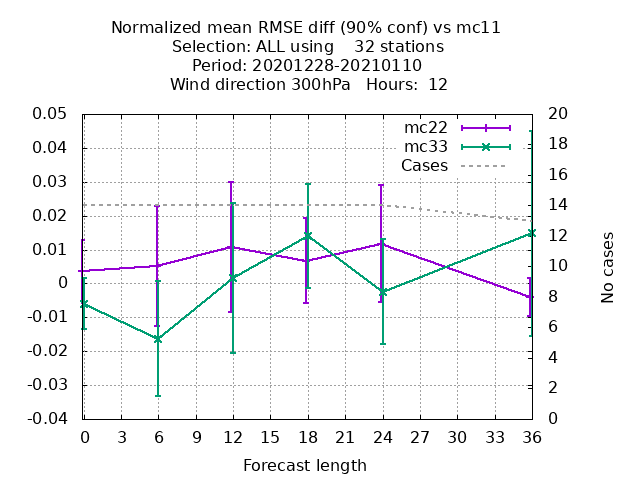 Normalized mean RMSE diff (90% conf) vs mc11
Selection: ALL using    32 stations
Period: 20201228-20210110
Wind direction 300hPa   Hours:  12
0.05
0.04
0.03
0.02
0.01
0
-0.01
-0.02
-0.03
-0.04
mc22
mc33
Cases
20
18
16
14
12
10
8
6
4
2
0
No cases
0 3 6 9 12 15 18 21 24 27 30 33 36
Forecast length